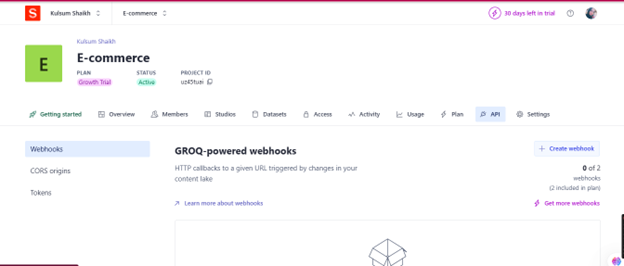 S Kulsum Shaikh E-commerce 30 days left in trial
E
Kulsum Shaikh
E-commerce
PLAN STATUS PROJECT ID
Growth Trial Active
Getting started Overview Members Studios Datasets Access Activity Usage Plan API Settings
Webhooks
CORS origins
Tokens
GROQ-powered webhooks
HTTP callbacks to a given URL triggered by changes in your
content lake
Learn more about webhooks
+ Create webhook
0 of 2
webhooks
(2 included in plan)
Get more webhooks